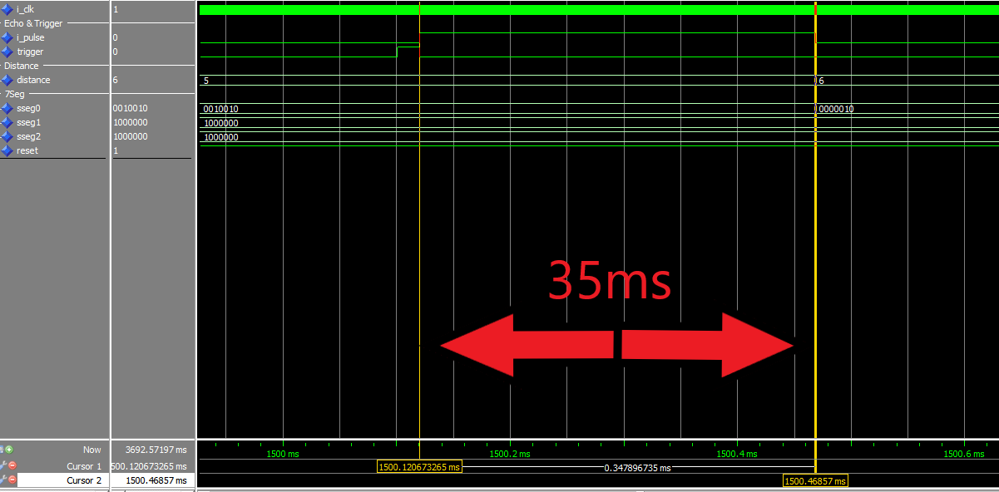 i_clk 1
Echo & Trigger
i_pulse 0
trigger 0
Distance
distance 6 5 6
7Seg
sseg0 0010010 0010010 0000010
sseg1 1000000 1000000
sseg2 1000000 1000000
reset 1
35ms
Now 3692.57197 ms 1500 ms 1500.2 ms 1500.4 ms 1500.6 ms
Cursor 1 500.120673265 ms 1500.120673265 ms 0.347896735 ms
Cursor 2 1500.46857 ms 1500.46857 ms